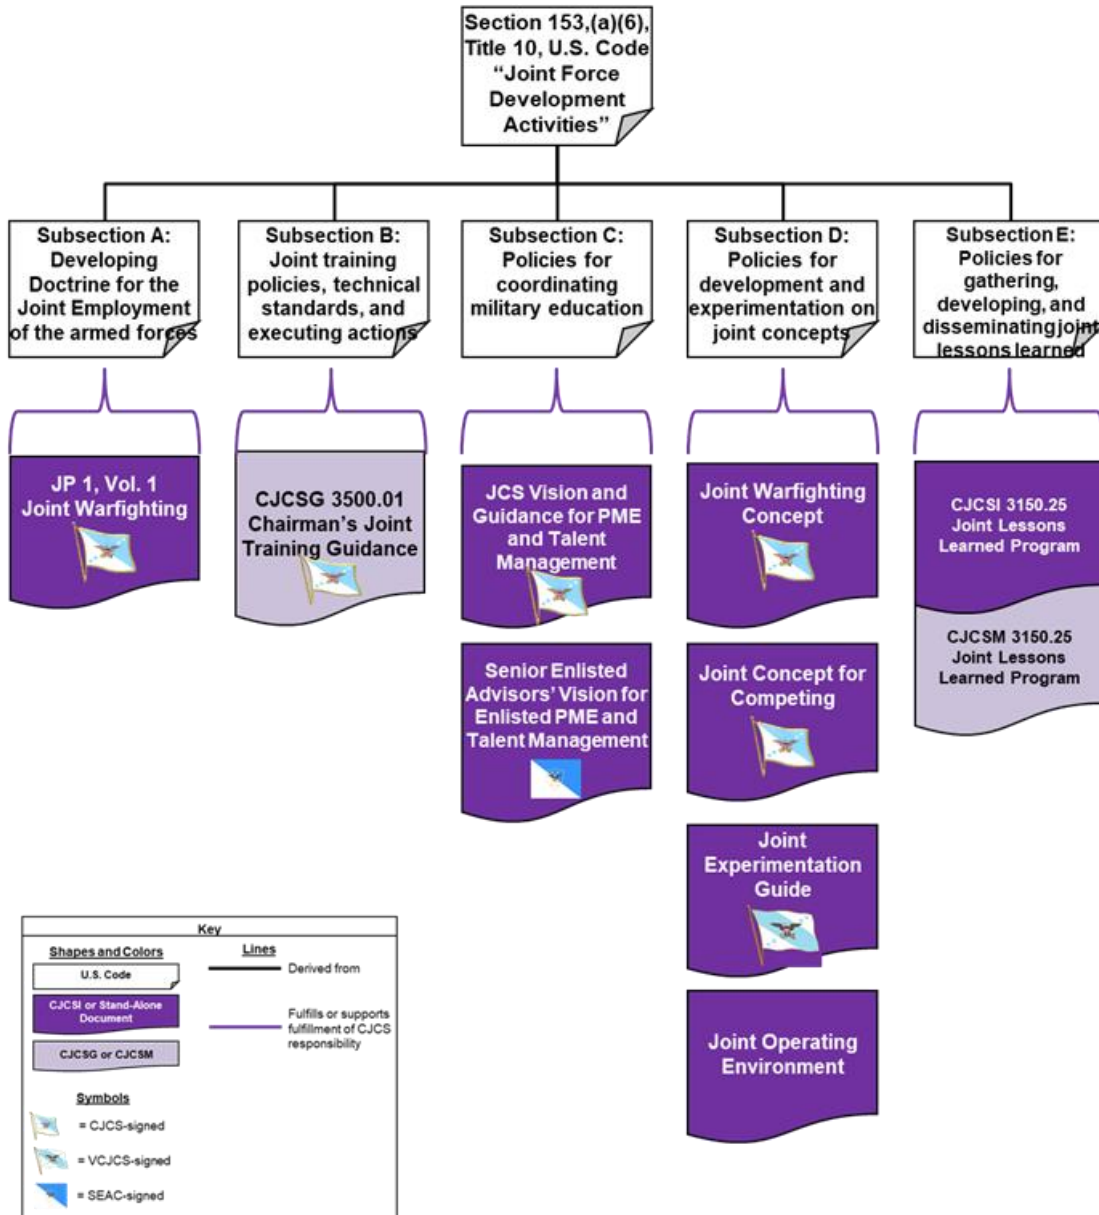 Section 153,(a)(6),
Title 10, U.S. Code
“Joint Force
Development
Activities”
Subsection A:
Developing
Doctrine for the
Joint Employment
of the armed forces
Subsection B:
Joint training
policies, technical
standards, and
executing actions
Subsection C:
Policies for
coordinating
military education
Subsection D:
Policies for
development and
experimentation on
joint concepts
Subsection E:
Policies for
gathering,
developing, and
disseminating joint
lessons learned
JP 1, Vol. 1
Joint Warfighting
CJCSG 3500.01
Chairman’s Joint
Training Guidance
JCS Vision and
Guidance for PME
and Talent
Management
Senior Enlisted
Advisors’ Vision for
Enlisted PME and
Talent Management
Joint Warfighting
Concept
Joint Concept for
Competing
Joint
Experimentation
Guide
Joint Operating
Environment
CJCSI 3150.25
Joint Lessons
Learned Program
CJCSM 3150.25
Joint Lessons
Learned Program
Key
Shapes and Colors
U.S. Code
CJCSI or Stand-Alone
Document
CJCSG or CJCSM
Lines
Derived from
Fulfills or supports
fulfillment of CJCS
responsibility
Symbols
= CJCS-signed
= VCJCS-signed
= SEAC-signed